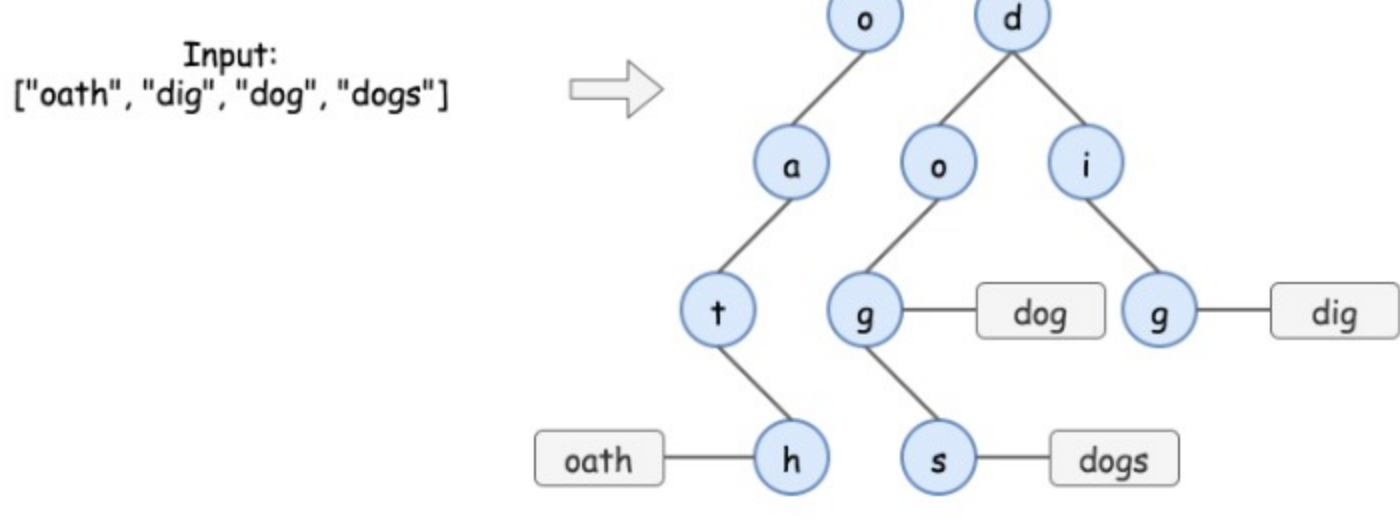 Input:
["oath", "dig", "dog", "dogs"]
o d
a o i
t g dog g dig
oath h s dogs